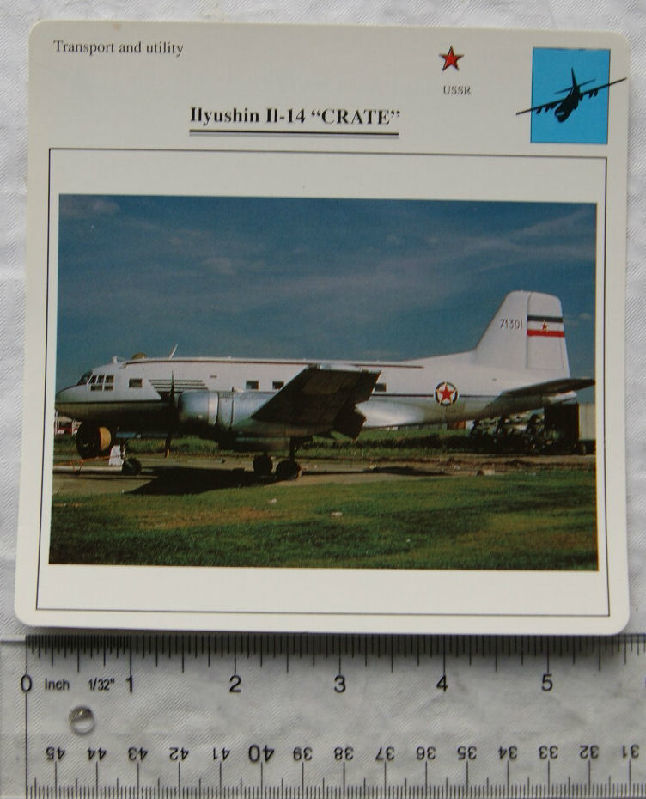 Transport and utility
USSR
Ilyushin Il-14 “CRATE”
71301
0 inch 1/32" 1 2 3 4 5
45 44 43 42 41 40 39 38 37 36 35 34 33 32 31